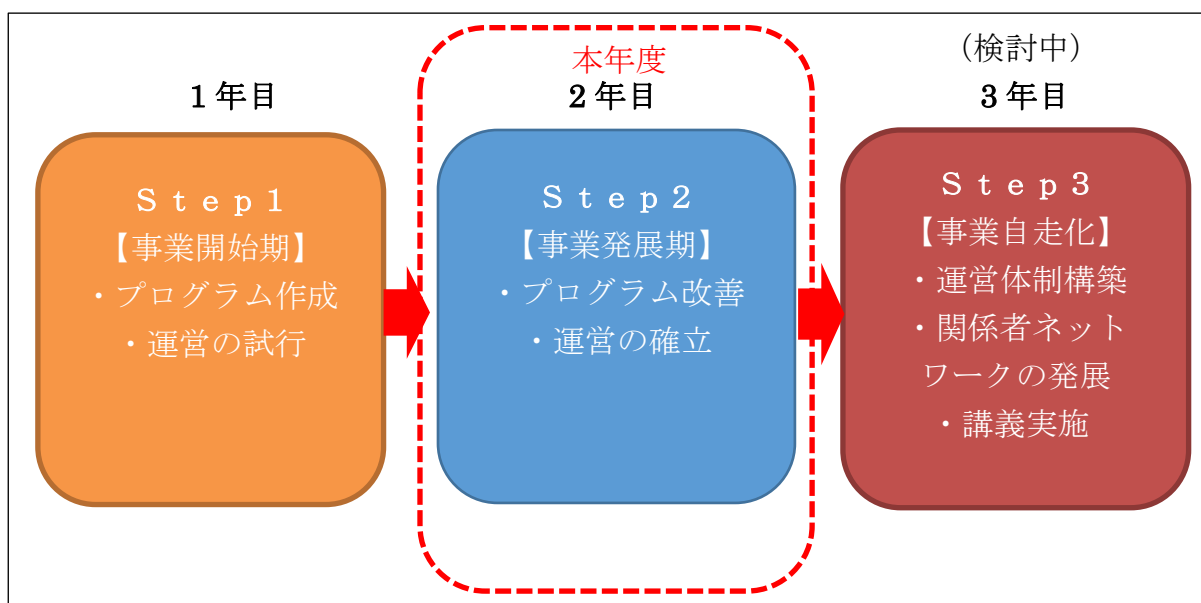 1年目
Ｓｔｅｐ１
【事業開始期】
・プログラム作成
・運営の試行
本年度
2年目
Ｓｔｅｐ２
【事業発展期】
・プログラム改善
・運営の確立
（検討中）
3年目
Ｓｔｅｐ３
【事業自走化】
・運営体制構築
・関係者ネット
ワークの発展
・講義実施